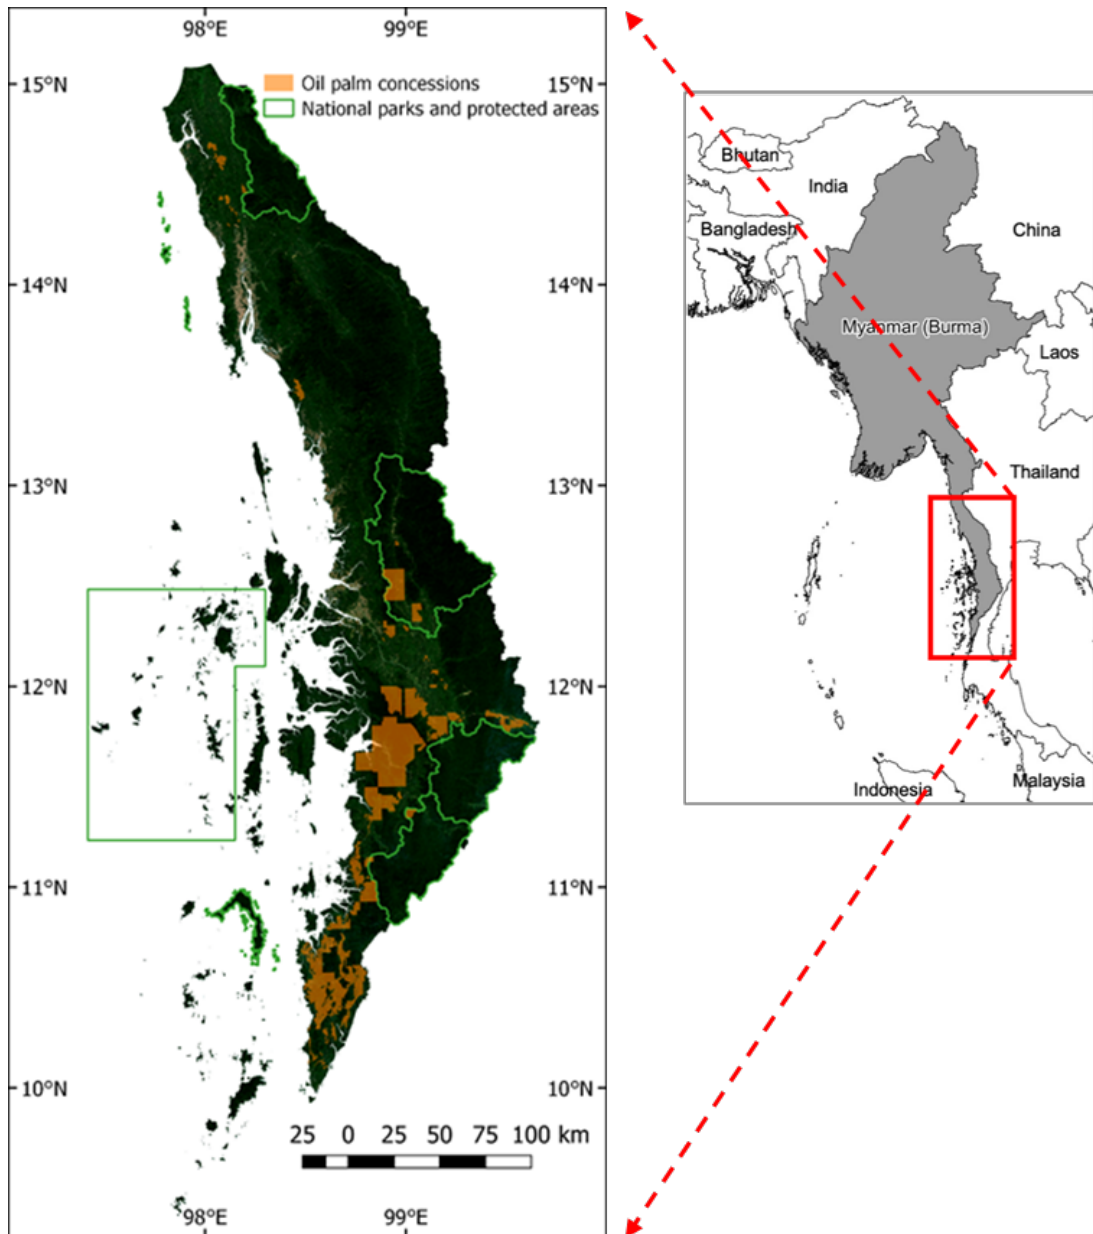 98°E 99°E
15°N 15°N
Oil palm concessions
National parks and protected areas
14°N 14°N
13°N 13°N
12°N 12°N
11°N 11°N
10°N 10°N
25 0 25 50 75 100 km
98°E 99°E
Bhutan
India
Bangladesh
China
Myanmar (Burma)
Laos
Thailand
Indonesia
Malaysia